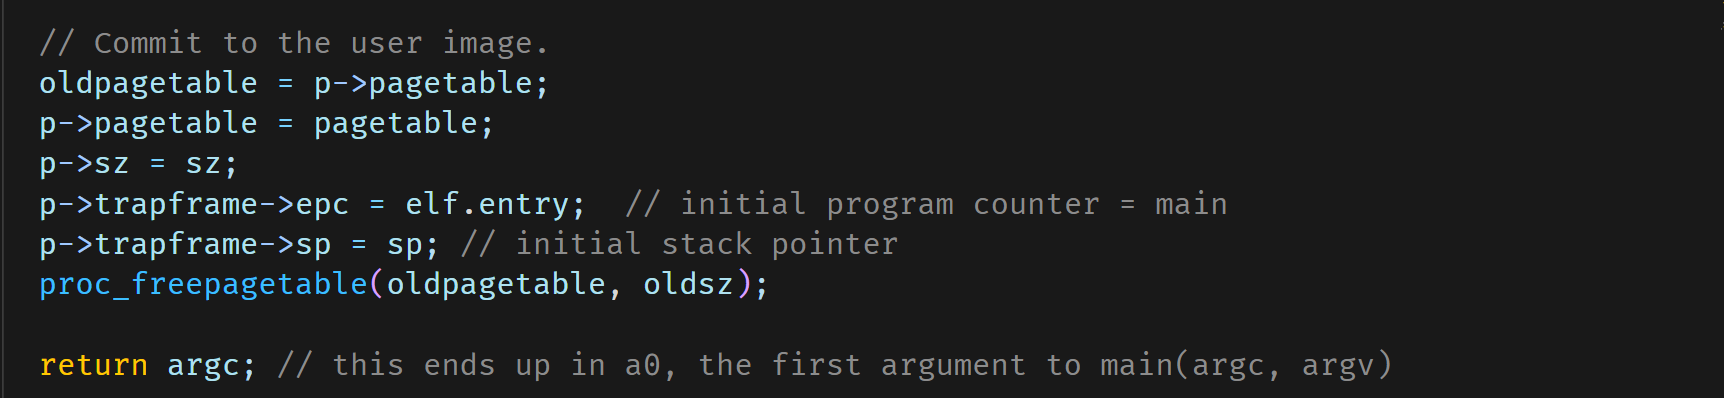 // Commit to the user image.
oldpagetable = p->pagetable;
p->pagetable = pagetable;
p->sz = sz;
p->trapframe->epc = elf.entry;  // initial program counter = main
p->trapframe->sp = sp; // initial stack pointer
proc_freepagetable(oldpagetable, oldsz);
return argc; // this ends up in a0, the first argument to main(argc, argv)